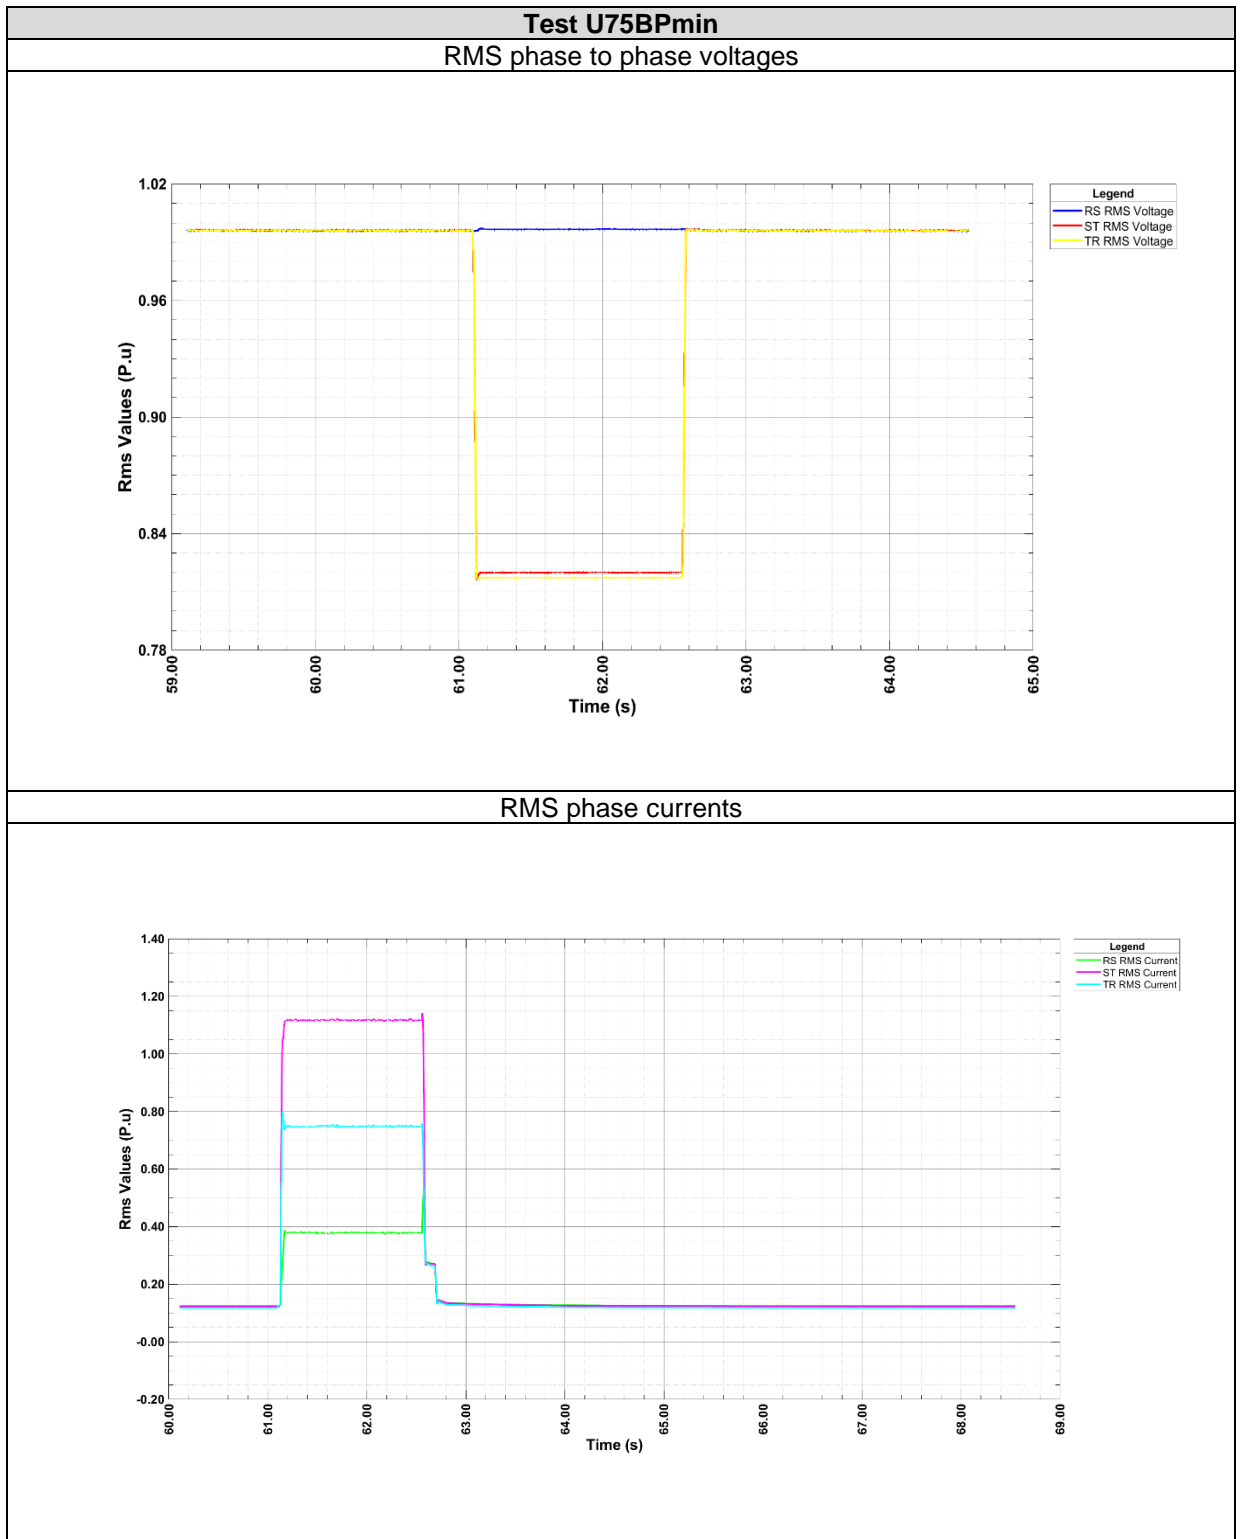 Test U75BPmin
RMS phase to phase voltages
Legend
RS RMS Voltage
ST RMS Voltage
TR RMS Voltage
1.02
0.96
0.90
0.84
0.78
Rms Values (P.u)
59.00 60.00 61.00 62.00 63.00 64.00 65.00
Time (s)
RMS phase currents
Legend
RS RMS Current
ST RMS Current
TR RMS Current
1.40
1.20
1.00
0.80
0.60
0.40
0.20
-0.00
-0.20
Rms Values (P.u)
60.00 61.00 62.00 63.00 64.00 65.00 66.00 67.00 68.00 69.00
Time (s)